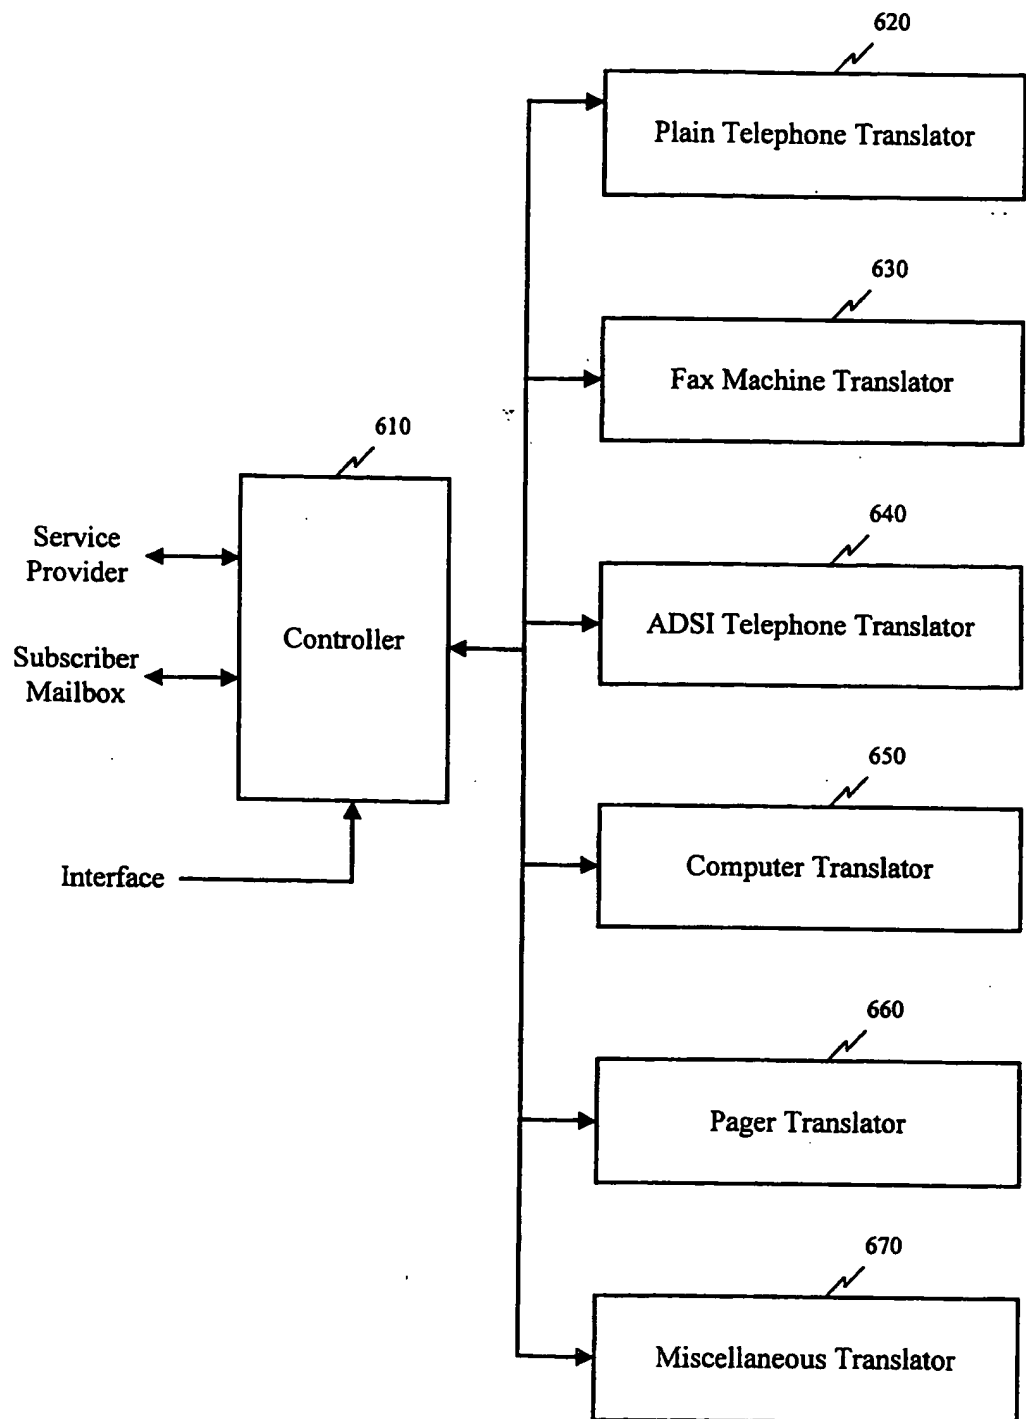 620
Plain Telephone Translator
630
Fax Machine Translator
610
640
Service
Provider
Controller
ADSI Telephone Translator
Subscriber
Mailbox
650
Interface
Computer Translator
660
Pager Translator
670
Miscellaneous Translator